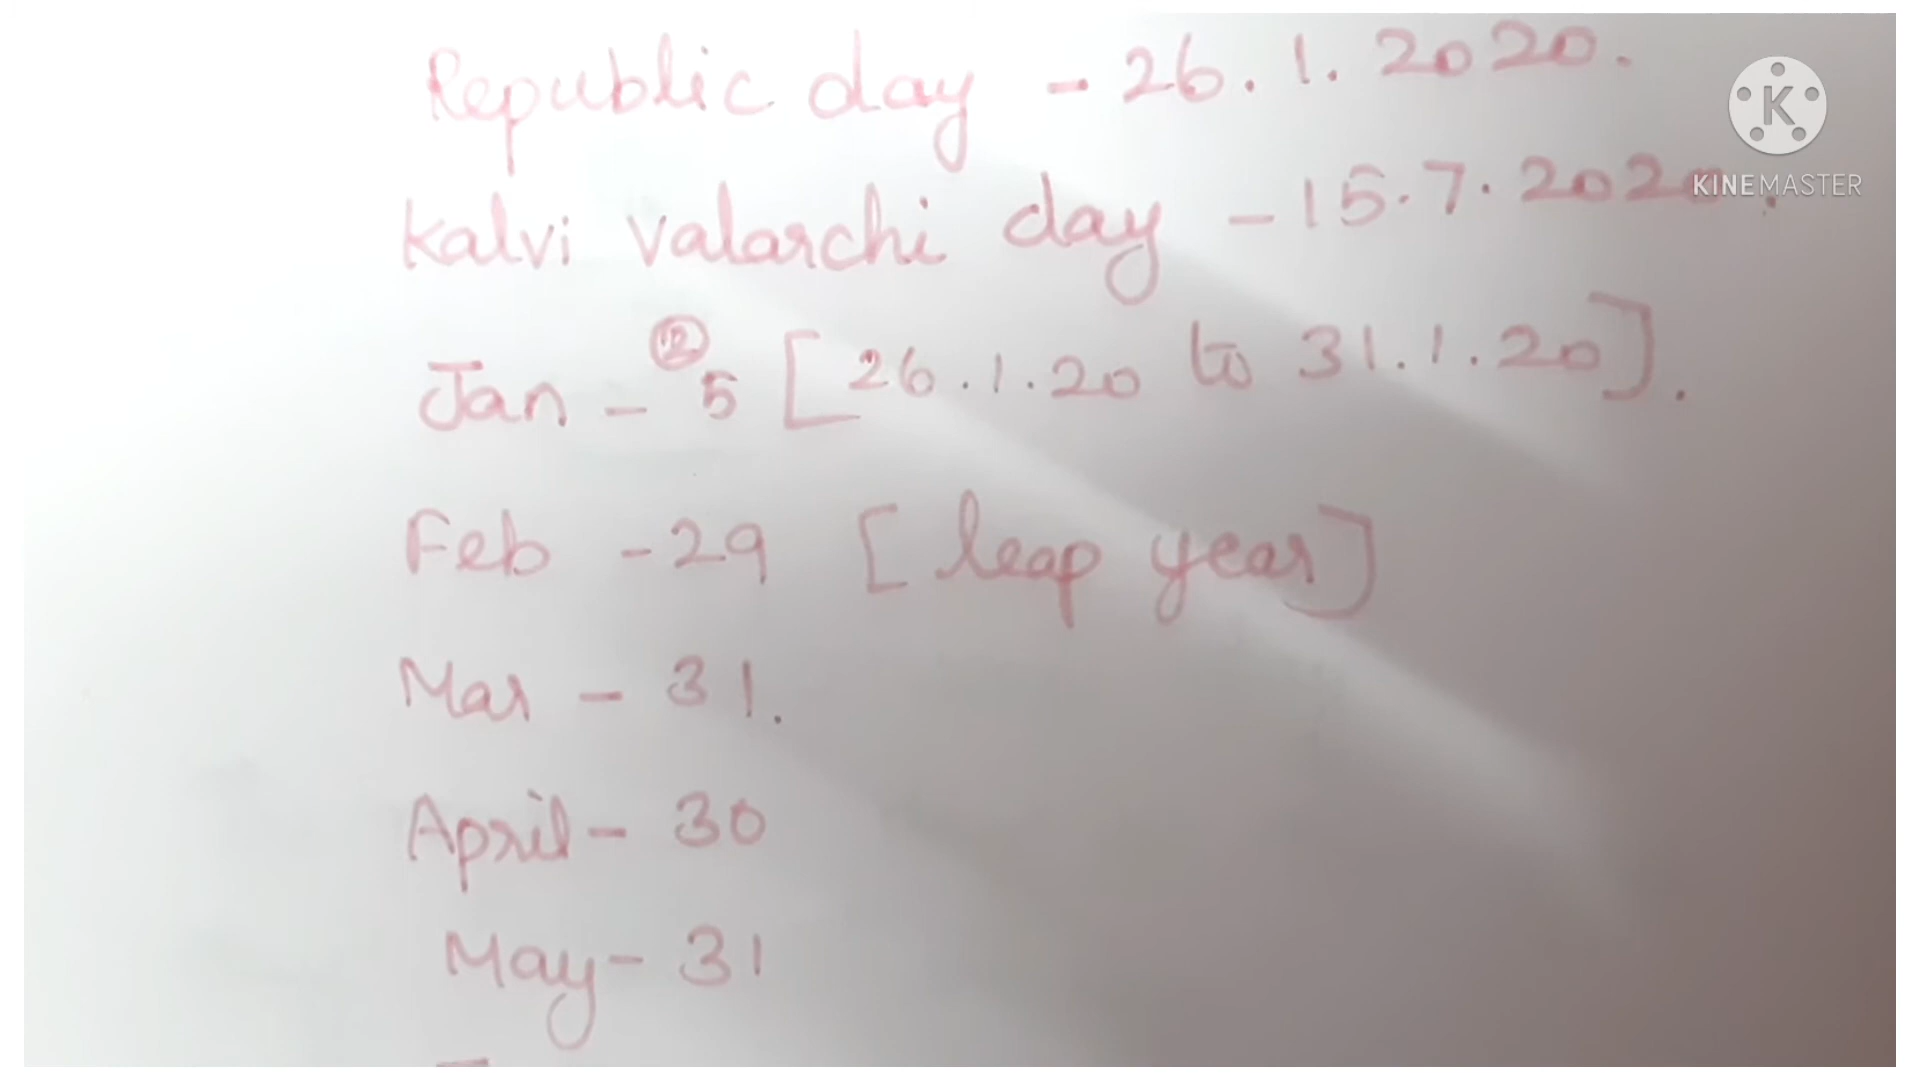 Republic day - 26.1.2020.
K
KINEMASTER
Kalvi Valarchi day - 15.7.2020.
Jan - 5 [26.1.20 to 31.1.20].
Feb - 29 [leap year]
Mar - 31.
April - 30
May - 31